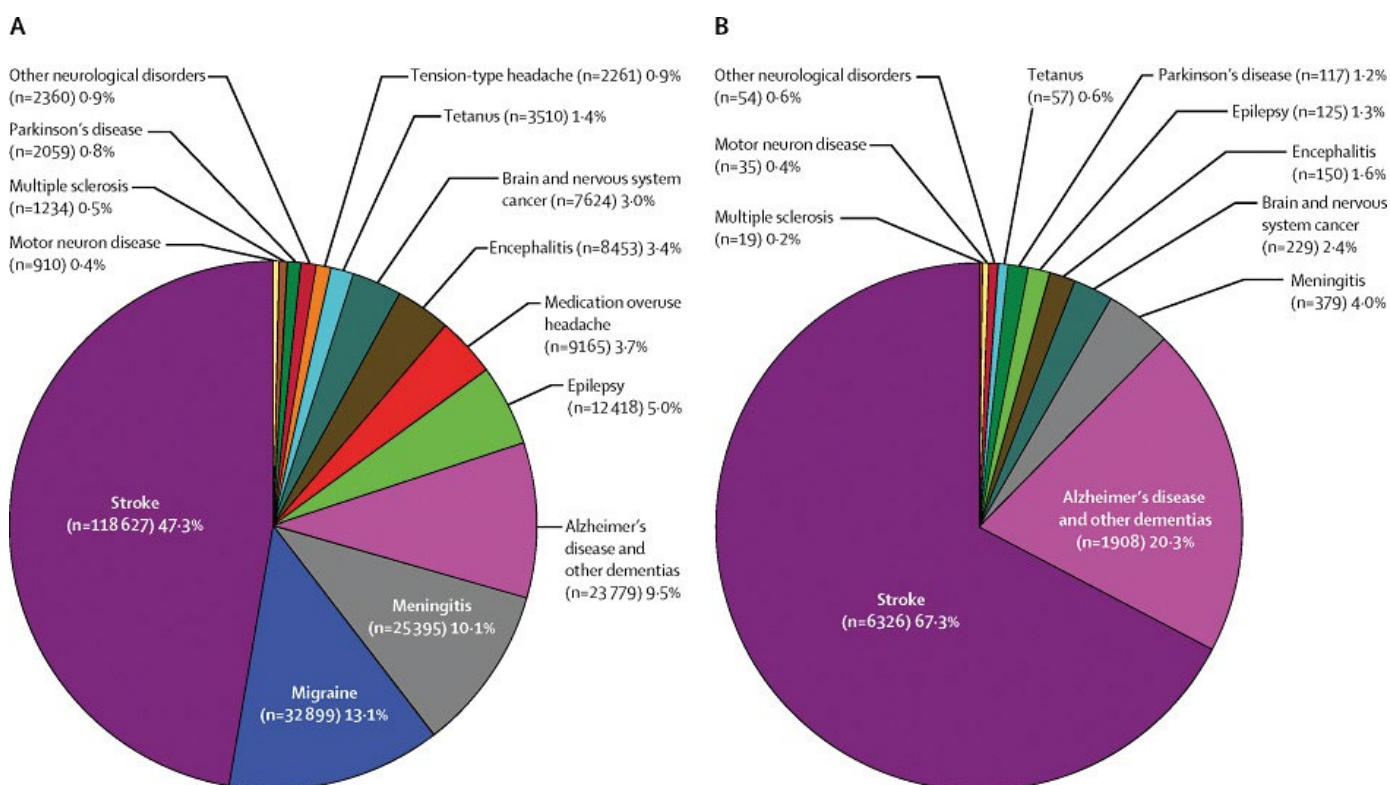 A
Other neurological disorders
(n=2360) 0·9%
Parkinson's disease
(n=2059) 0·8%
Multiple sclerosis
(n=1234) 0·5%
Motor neuron disease
(n=910) 0·4%
Tension-type headache (n=2261) 0·9%
Tetanus (n=3510) 1·4%
Brain and nervous system
cancer (n=7624) 3·0%
Encephalitis (n=8453) 3·4%
Medication overuse
headache
(n=9165) 3·7%
Epilepsy
(n=12 418) 5·0%
Alzheimer's
disease and
other dementias
(n=23 779) 9·5%
Meningitis
(n=25 395) 10·1%
Migraine
(n=32 899) 13·1%
Stroke
(n=118 627) 47·3%
B
Other neurological disorders
(n=54) 0·6%
Motor neuron disease
(n=35) 0·4%
Multiple sclerosis
(n=19) 0·2%
Tetanus
(n=57) 0·6%
Parkinson's disease (n=117) 1·2%
Epilepsy (n=125) 1·3%
Encephalitis
(n=150) 1·6%
Brain and nervous
system cancer
(n=229) 2·4%
Meningitis
(n=379) 4·0%
Alzheimer's disease
and other dementias
(n=1908) 20·3%
Stroke
(n=6326) 67·3%